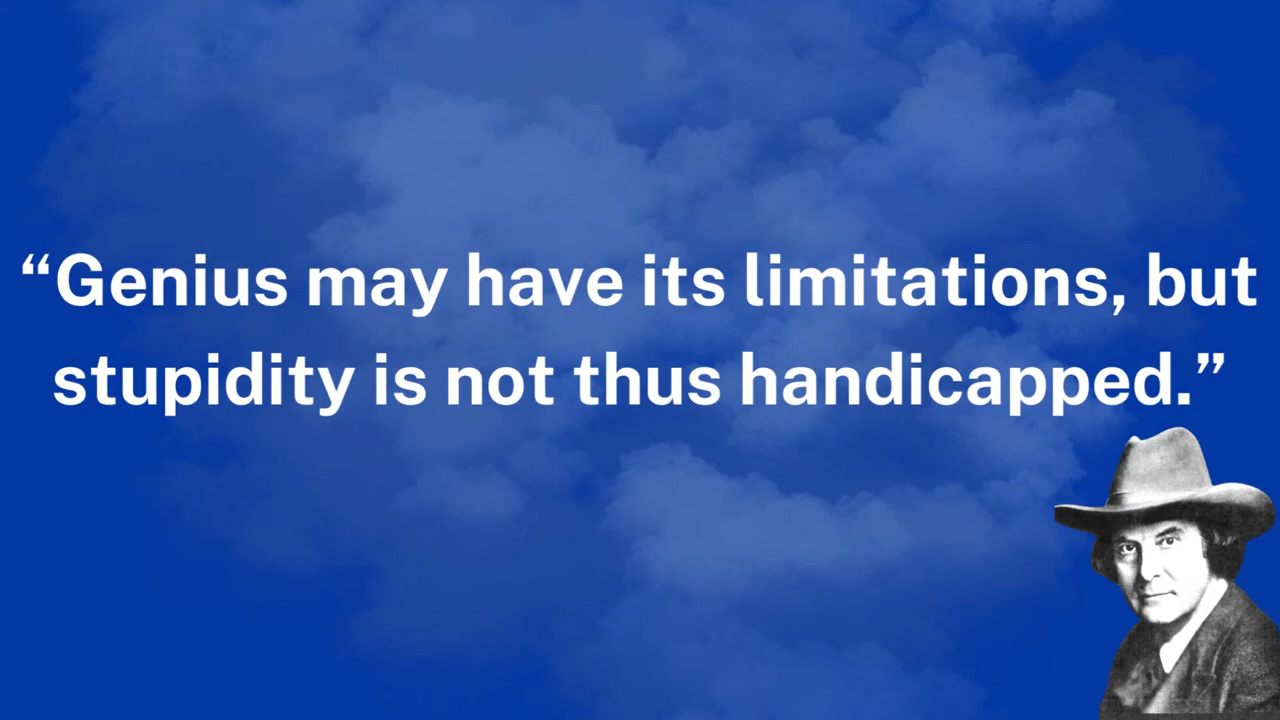 “Genius may have its limitations, but
stupidity is not thus handicapped.”